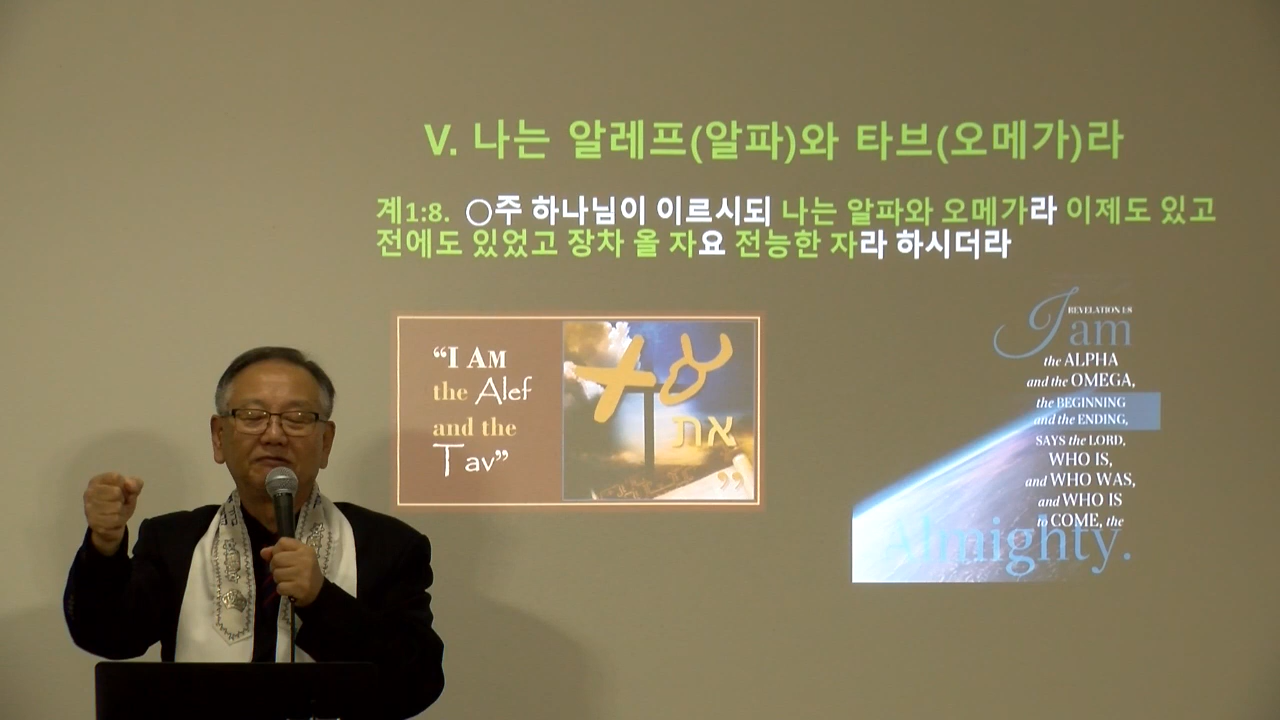 V. 나는 알레프(알파)와 타브(오메가)라
계1:8. ○주 하나님이 이르시되 나는 알파와 오메가라 이제도 있고
전에도 있었고 장차 올 자요 전능한 자라 하시더라
“I AM
the Alef
and the
Tav”
את
REVELATION 1:8
I am
the ALPHA
and the OMEGA,
the BEGINNING
and the ENDING,
SAYS the LORD,
WHO IS,
and WHO WAS,
and WHO IS
to COME, the
Almighty.